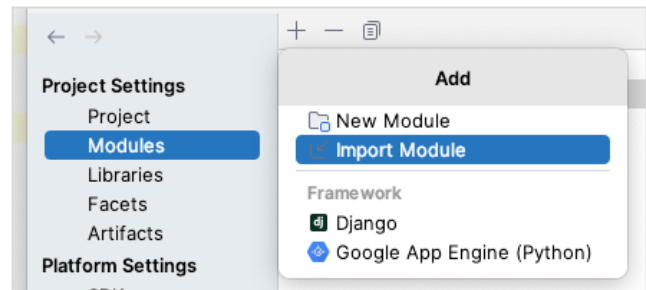 Project Settings
Project
Modules
Libraries
Facets
Artifacts
Platform Settings
Add
New Module
Import Module
Framework
dj Django
Google App Engine (Python)